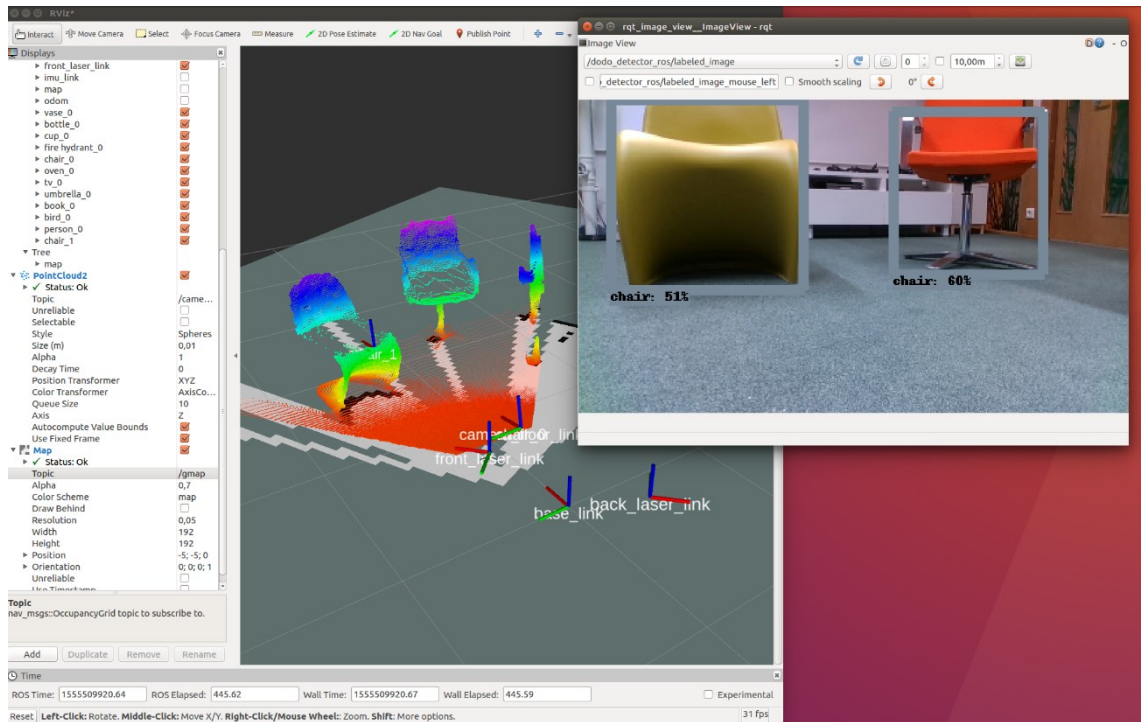 RViz*
Interact Move Camera Select Focus Camera Measure 2D Pose Estimate 2D Nav Goal Publish Point
Displays
front_laser_link
imu_link
map
odom
vase_0
bottle_0
cup_0
fire hydrant_0
chair_0
oven_0
tv_0
umbrella_0
book_0
bird_0
person_0
chair_1
Tree
map
PointCloud2
Status: Ok
Topic /came...
Unreliable
Selectable
Style Spheres
Size (m) 0,01
Alpha 1
Decay Time 0
Position Transformer XYZ
Color Transformer AxisCo...
Queue Size 10
Axis Z
Autocompute Value Bounds
Use Fixed Frame
Map
Status: Ok
Topic /gmap
Alpha 0,7
Color Scheme map
Draw Behind
Resolution 0,05
Width 192
Height 192
Position -5; -5; 0
Orientation 0; 0; 0; 1
Unreliable
Use Timestamp
Topic
nav_msgs::OccupancyGrid topic to subscribe to.
Add Duplicate Remove Rename
front_laser_link
base_link
back_laser_link
rqt_image_view__ImageView - rqt
Image View
D ? - O
/dodo_detector_ros/labeled_image 0 10,00m
_detector_ros/labeled_image_mouse_left Smooth scaling 0°
chair: 51%
chair: 60%
Time
ROS Time: 1555509920.64 ROS Elapsed: 445.62 Wall Time: 1555509920.67 Wall Elapsed: 445.59 Experimental
Reset Left-Click: Rotate. Middle-Click: Move X/Y. Right-Click/Mouse Wheel: Zoom. Shift: More options. 31 fps